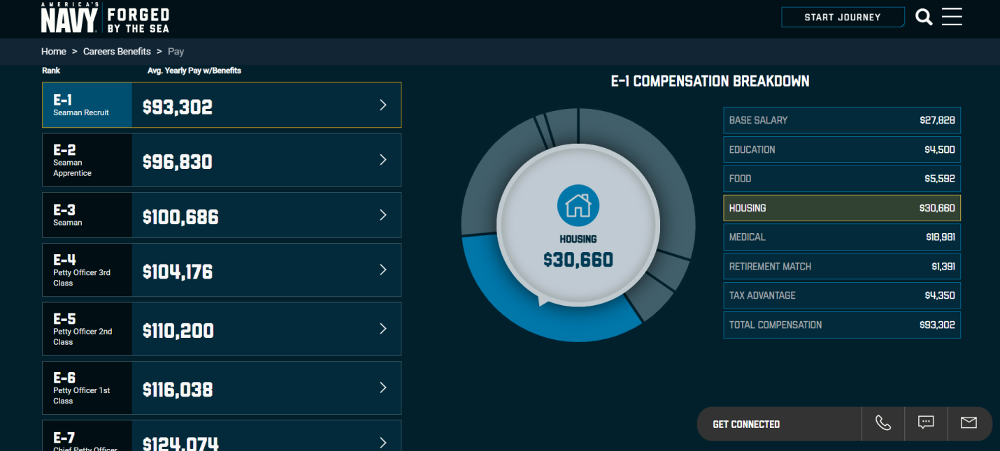 AMERICA'S
NAVY
FORGED
BY THE SEA
START JOURNEY
Home > Careers Benefits > Pay
Rank
Avg. Yearly Pay w/Benefits
E-1
Seaman Recruit
$93,302
E-2
Seaman
Apprentice
$96,830
E-3
Seaman
$100,686
E-4
Petty Officer 3rd
Class
$104,176
E-5
Petty Officer 2nd
Class
$110,200
E-6
Petty Officer 1st
Class
$116,038
E-7
Chief Petty Officer
$124,074
E-1 COMPENSATION BREAKDOWN
HOUSING
$30,660
BASE SALARY $27,828
EDUCATION $4,500
FOOD $5,592
HOUSING $30,660
MEDICAL $18,981
RETIREMENT MATCH $1,391
TAX ADVANTAGE $4,350
TOTAL COMPENSATION $93,302
GET CONNECTED